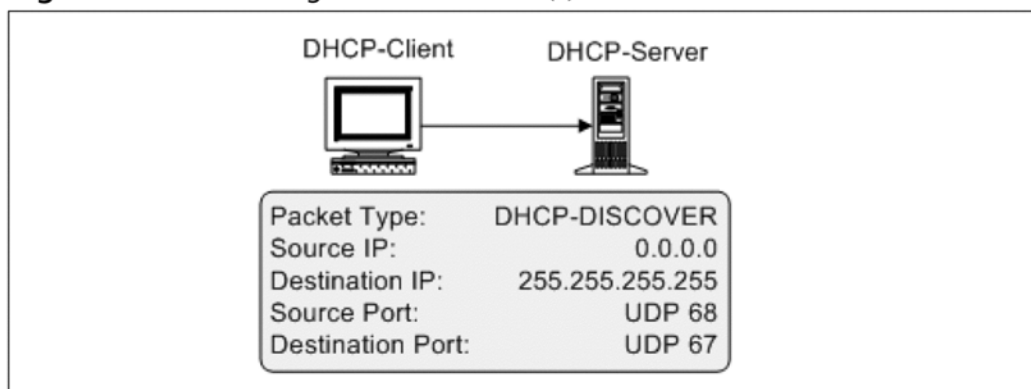 DHCP-Client DHCP-Server
Packet Type: DHCP-DISCOVER
Source IP: 0.0.0.0
Destination IP: 255.255.255.255
Source Port: UDP 68
Destination Port: UDP 67